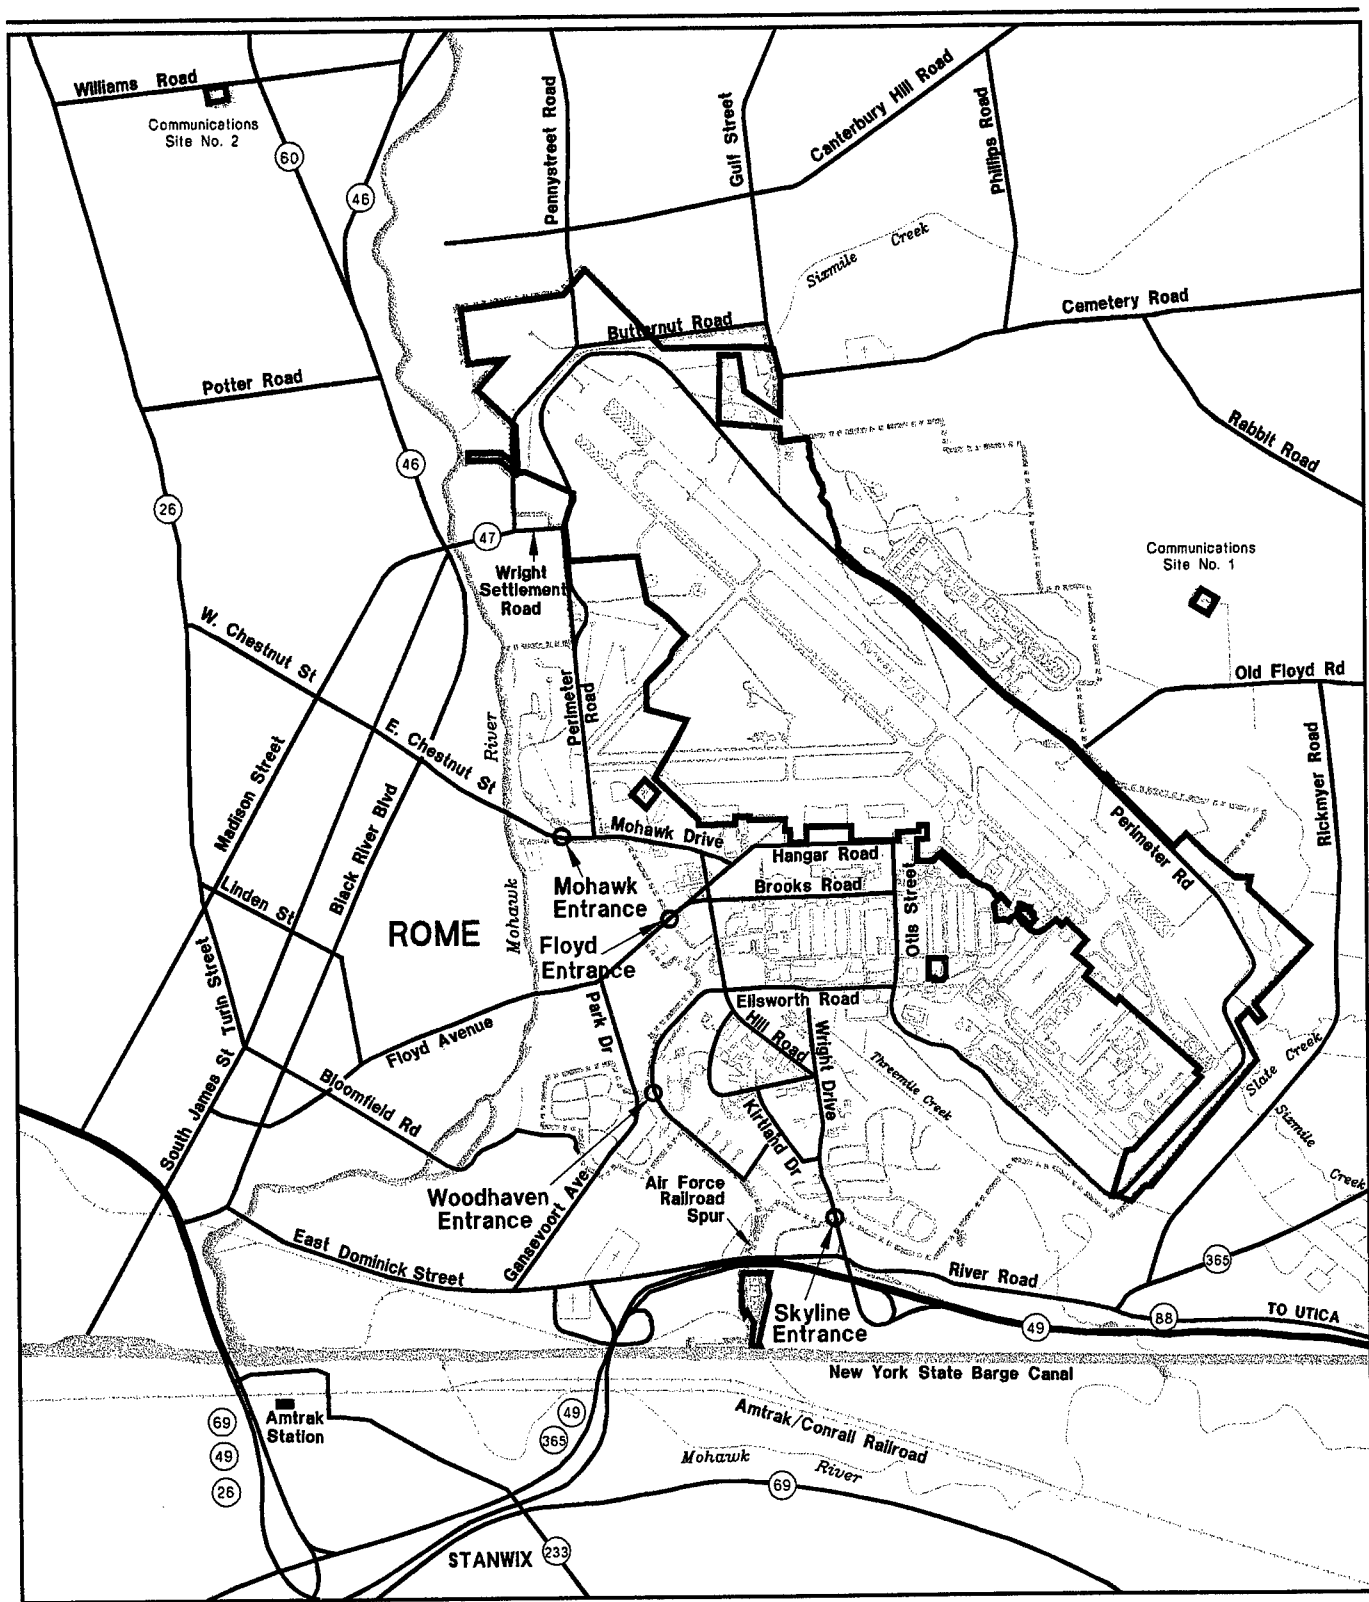 Williams Road
Communications
Site No. 2
60
46
Pennystreet Road
Gulf Street
Canterbury Hill Road
Phillips Road
Sixmile Creek
Cemetery Road
Butternut Road
Potter Road
Rabbit Road
46
26
47
Wright
Settlement
Road
Communications
Site No. 1
W. Chestnut St
E. Chestnut St
Perimeter
Road
Runway
Old Floyd Rd
Rickmyer Road
Mohawk River
Madison Street
Black River Blvd
Linden St
Turin Street
Mohawk Drive
Hangar Road
Brooks Road
Otis Street
Perimeter Rd
Mohawk
Entrance
ROME
Floyd
Entrance
Ellsworth Road
Hill Road
Wright Drive
Park Dr
Floyd Avenue
Bloomfield Rd
South James St
Kirtland Dr
Threemile Creek
Slate Creek
Sixmile
Creek
Woodhaven
Entrance
Gansevoort Ave
Air Force
Railroad
Spur
East Dominick Street
River Road
365
Skyline
Entrance
49
88
TO UTICA
New York State Barge Canal
Amtrak
Station
69
49
26
49
365
Amtrak/Conrail Railroad
Mohawk River
69
STANWIX
233